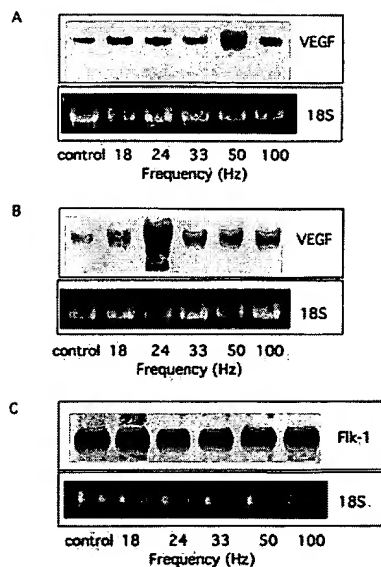 A
VEGF
18S
control 18 24 33 50 100
Frequency (Hz)
B
VEGF
18S
control 18 24 33 50 100
Frequency (Hz)
C
Flk-1
18S
control 18 24 33 50 100
Frequency (Hz)